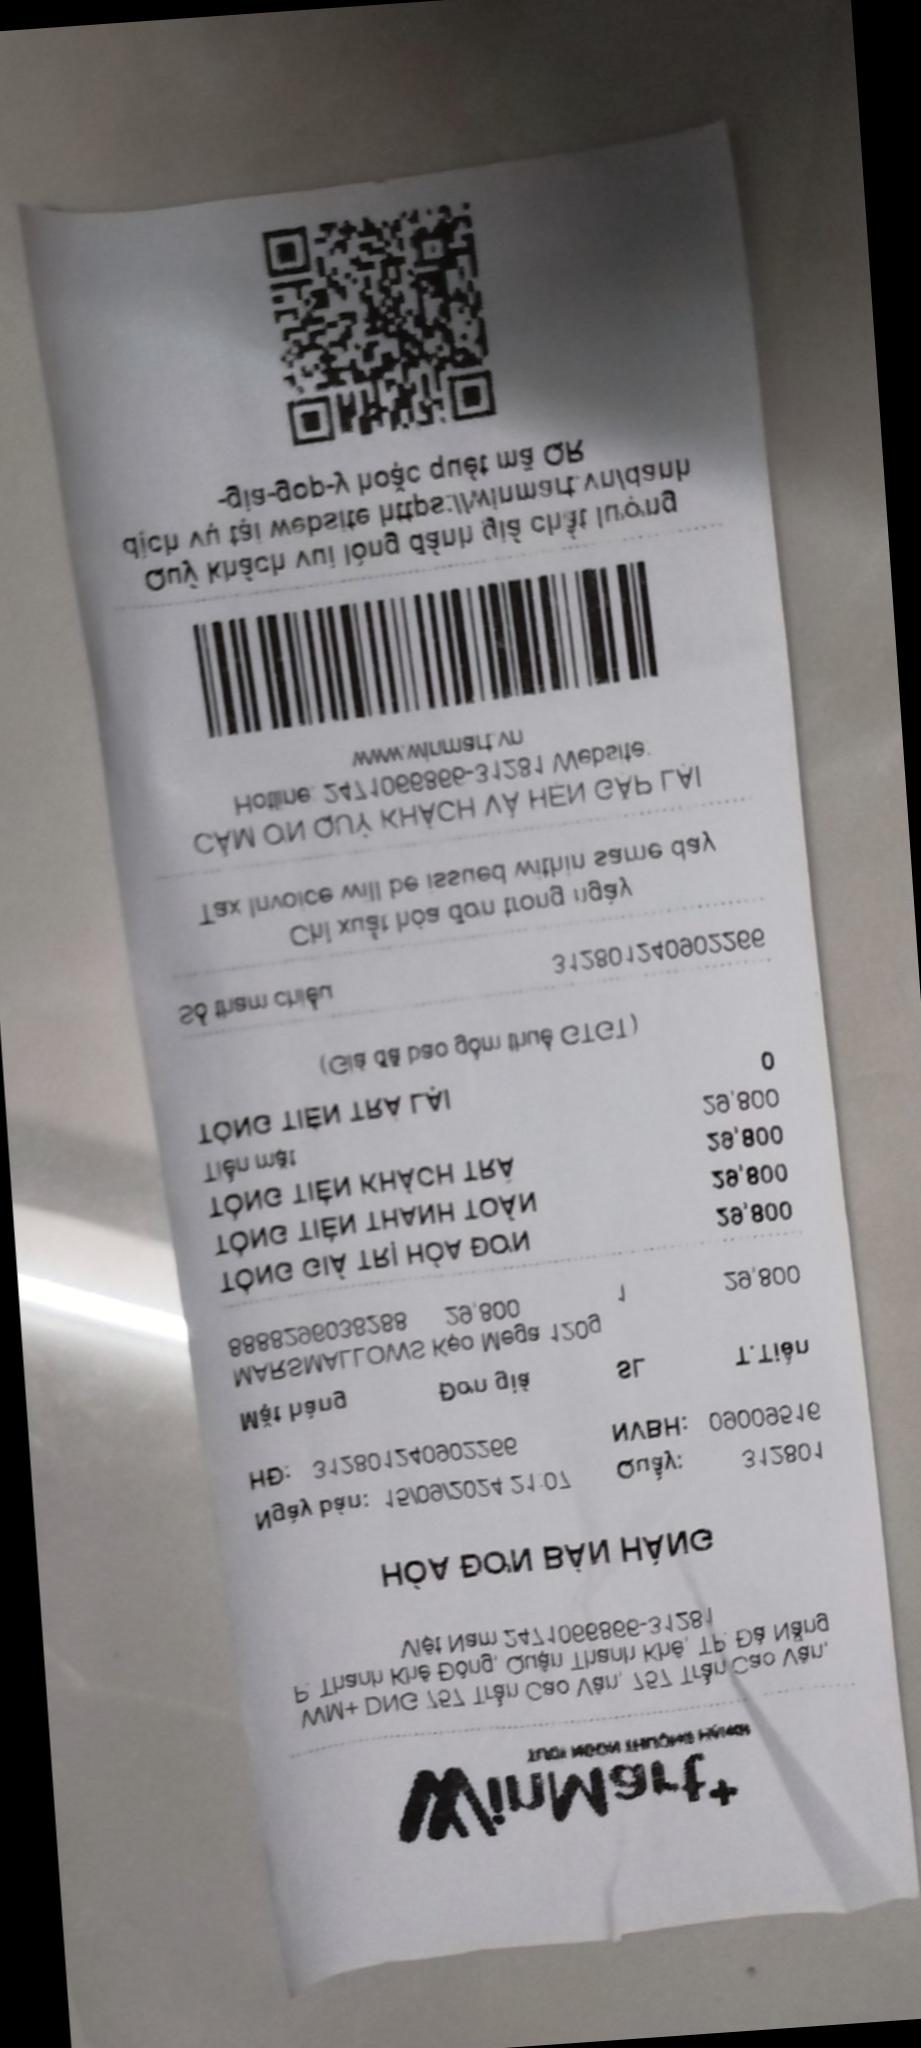 WinMart+
TƯƠI NGON THƯỢNG HẠNG!
WM+ DNG 757 Trần Cao Vân, 757 Trần Cao Vân,
P. Thanh Khê Đông, Quận Thanh Khê, TP. Đà Nẵng
Việt Nam 2471066866-31281
HÓA ĐƠN BÁN HÀNG
Ngày bán: 15/09/2024 21:07 Quầy: 312801
HĐ: 312801240902266 NVBH: 09009516
Mặt hàng Đơn giá SL T.Tiền
MARSMALLOWS Kẹo Mega 120g
8888296038288 29,800 1 29,800
TỔNG GIÁ TRỊ HÓA ĐƠN 29,800
TỔNG TIỀN THANH TOÁN 29,800
TỔNG TIỀN KHÁCH TRẢ 29,800
Tiền mặt 29,800
TỔNG TIỀN TRẢ LẠI 0
(Giá đã bao gồm thuế GTGT)
Số tham chiếu 312801240902266
Chỉ xuất hóa đơn trong ngày
Tax invoice will be issued within same day
CẢM ƠN QUÝ KHÁCH VÀ HẸN GẶP LẠI
Hotline: 2471066866-31281 Website:
www.winmart.vn
Quý khách vui lòng đánh giá chất lượng
dịch vụ tại website https://winmart.vn/danh
-gia-gop-y hoặc quét mã QR